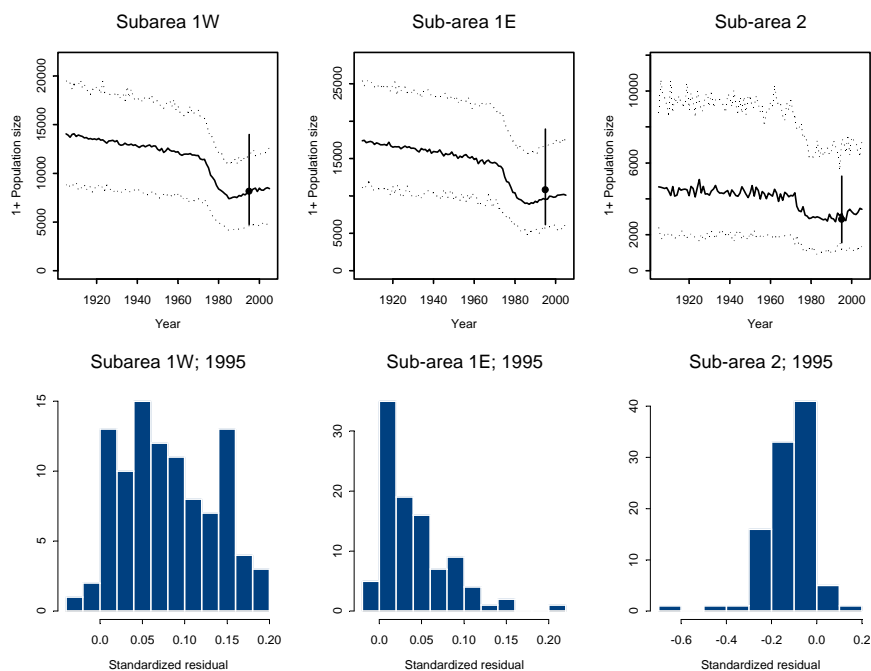 Subarea 1W
Sub-area 1E
Sub-area 2
1+ Population size
0 5000 10000 15000 20000
1920 1940 1960 1980 2000
Year
1+ Population size
0 5000 15000 25000
1920 1940 1960 1980 2000
Year
1+ Population size
0 2000 6000 10000
1920 1940 1960 1980 2000
Year
Subarea 1W; 1995
Sub-area 1E; 1995
Sub-area 2; 1995
0 5 10 15
0.0 0.05 0.10 0.15 0.20
Standardized residual
0 10 20 30
0.0 0.05 0.10 0.15 0.20
Standardized residual
0 10 20 30 40
-0.6 -0.4 -0.2 0.0 0.2
Standardized residual